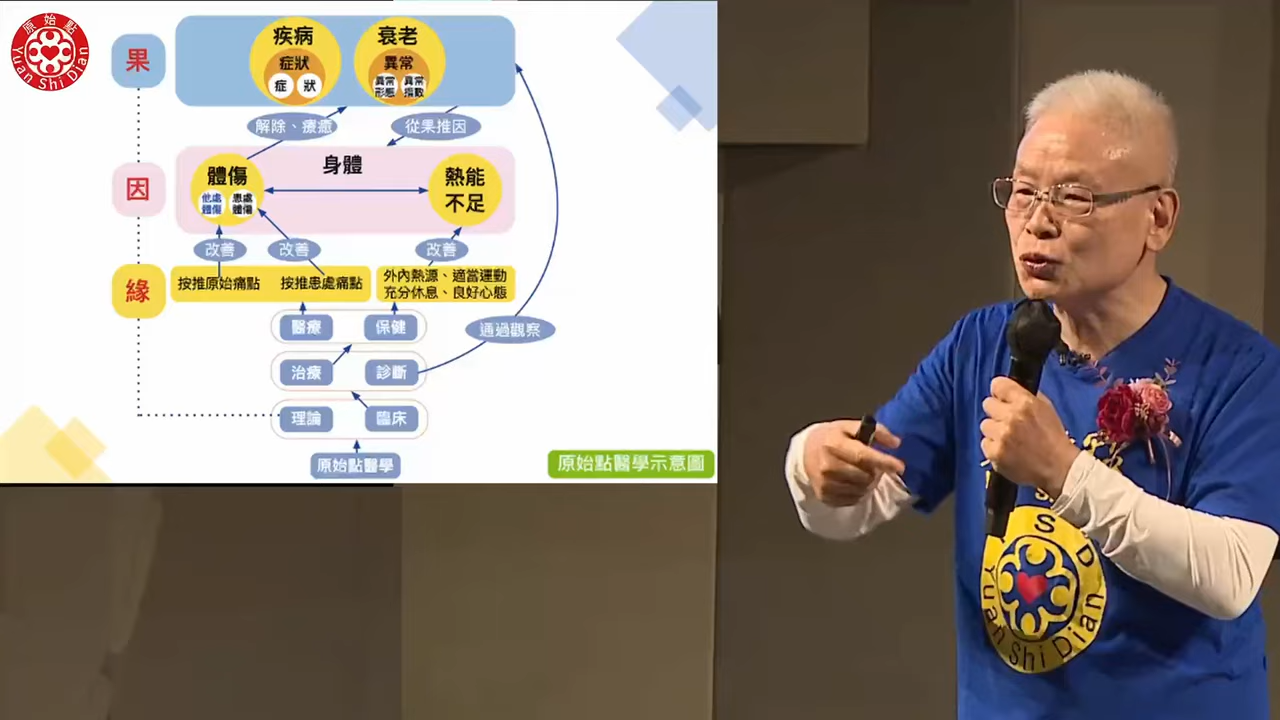 原始點
Yuan Shi Dian
果
疾病
症狀
症 狀
衰老
異常
異常
形態
異常
指數
解除、療癒
從果推因
因
身體
體傷
他處
體傷
患處
體傷
熱能
不足
改善
改善
改善
緣
按推原始痛點
按推患處痛點
外內熱源、適當運動
充分休息、良好心態
醫療
保健
通過觀察
治療
診斷
理論
臨床
原始點醫學
原始點醫學示意圖
S D
Yuan Shi Dian